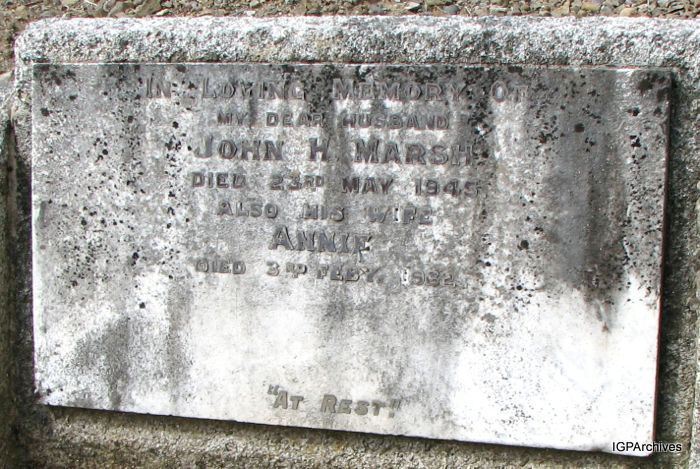 IN LOVING MEMORY OF
MY DEAR HUSBAND
JOHN H. MARSH.
DIED 23RD MAY 1945.
ALSO HIS WIFE
ANNIE
DIED 3RD FEBY. 1962.
"AT REST."
IGPArchives